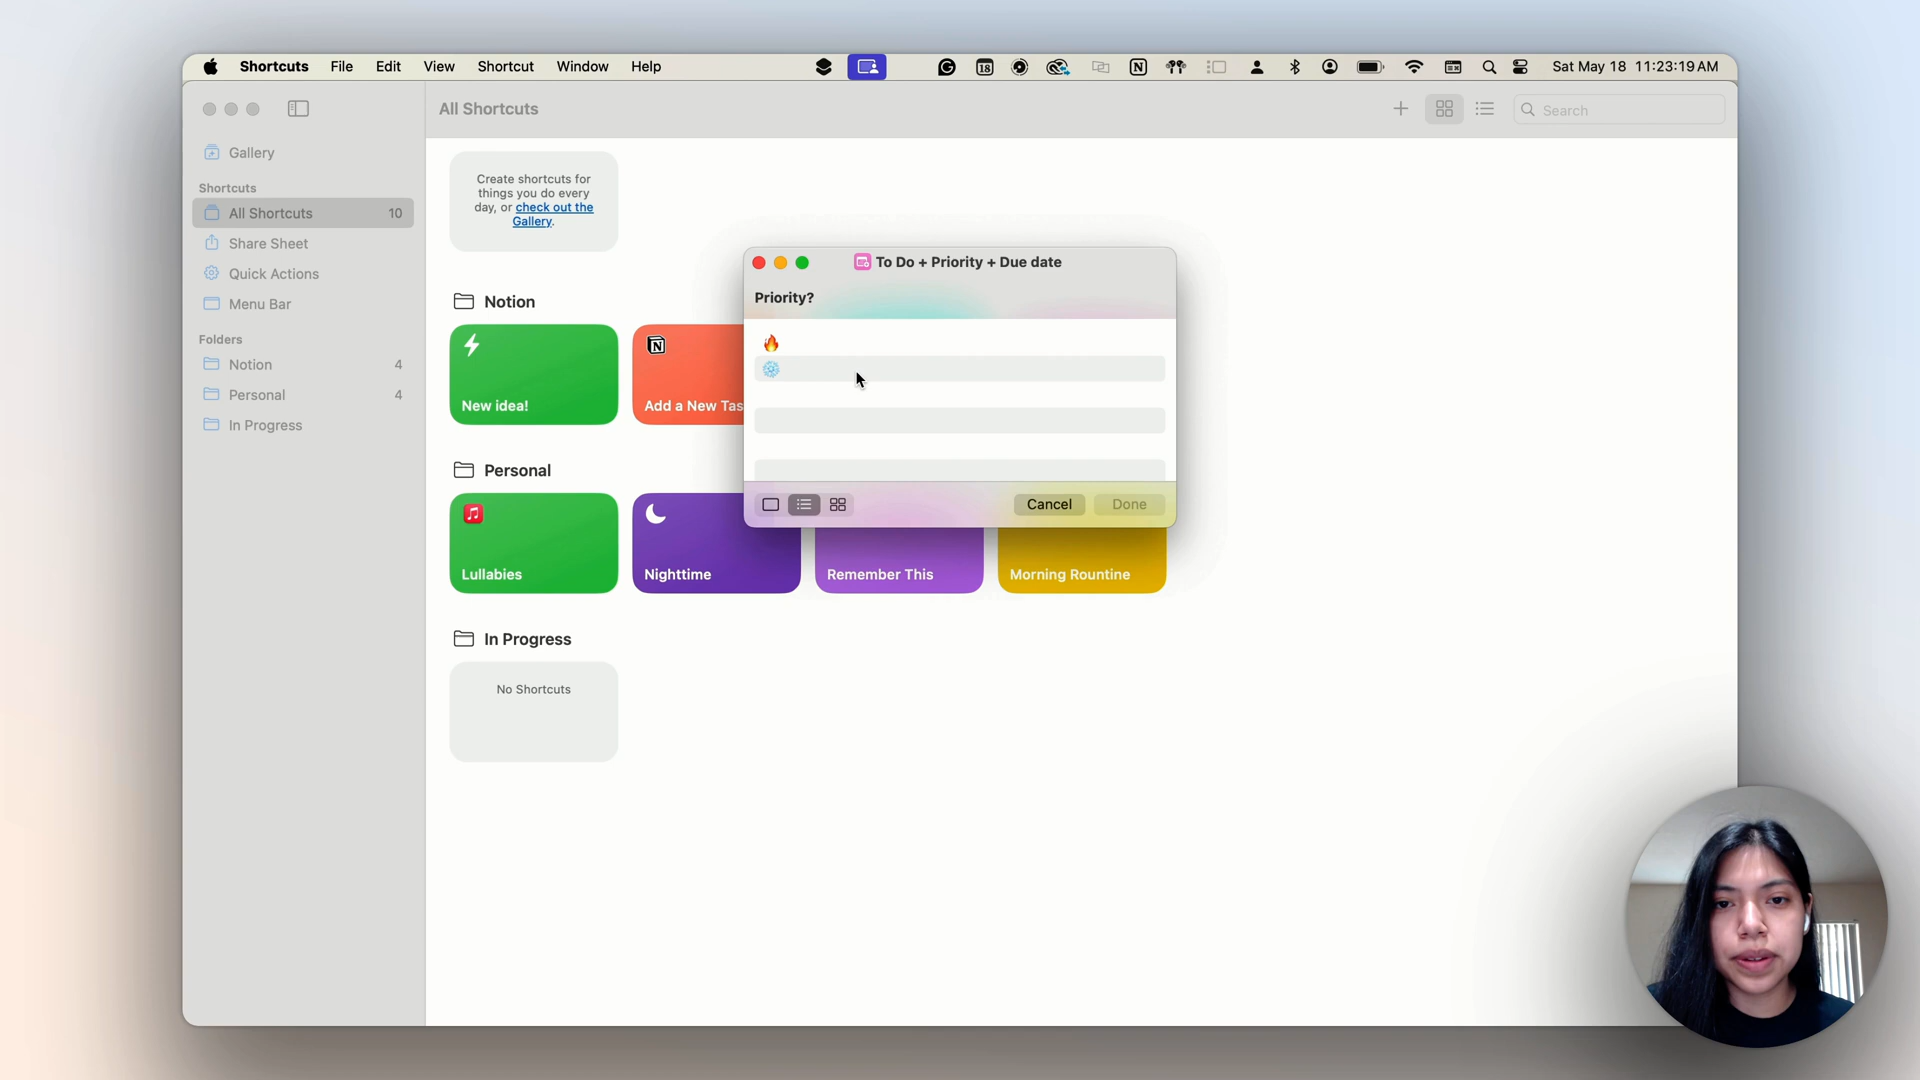 Shortcuts File Edit View Shortcut Window Help
18
Sat May 18 11:23:19 AM
All Shortcuts
Search
Gallery
Shortcuts
All Shortcuts 10
Share Sheet
Quick Actions
Menu Bar
Folders
Notion 4
Personal 4
In Progress
Create shortcuts for
things you do every
day, or check out the
Gallery.
Notion
New idea!
N
Add a New Tas
To Do + Priority + Due date
Priority?
🔥
❄️
Cancel
Done
Personal
Lullabies
Nighttime
Remember This
Morning Rountine
In Progress
No Shortcuts